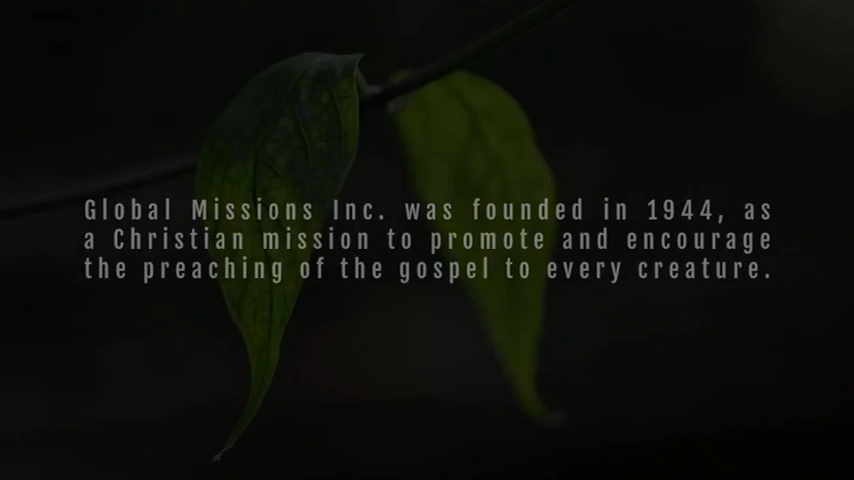 Global Missions Inc. was founded in 1944, as
a Christian mission to promote and encourage
the preaching of the gospel to every creature.